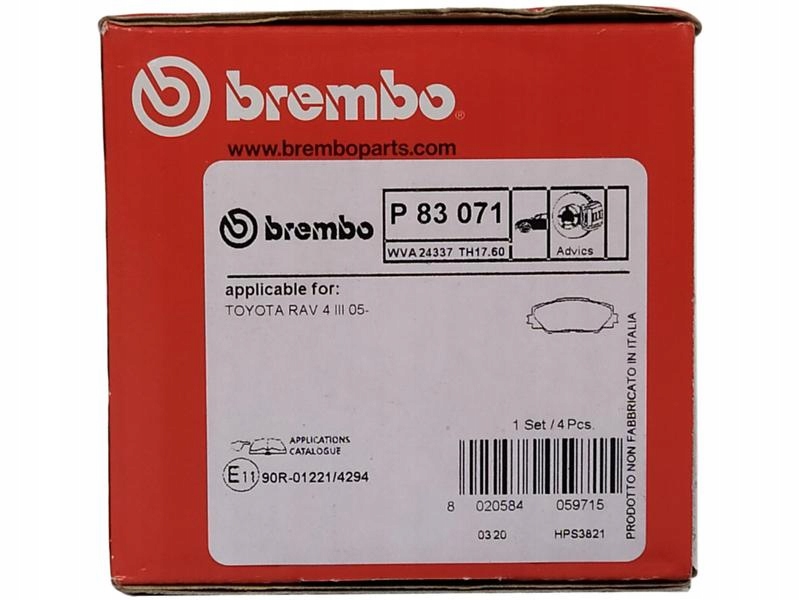 brembo®
www.bremboparts.com
brembo
P 83 071
WVA 24337 TH17.60
Advics
applicable for:
TOYOTA RAV 4 III 05-
1 Set / 4 Pcs.
APPLICATIONS
CATALOGUE
E11 90R-01221/4294
8 020584 059715
0320 HPS3821
PRODOTTO NON FABBRICATO IN ITALIA